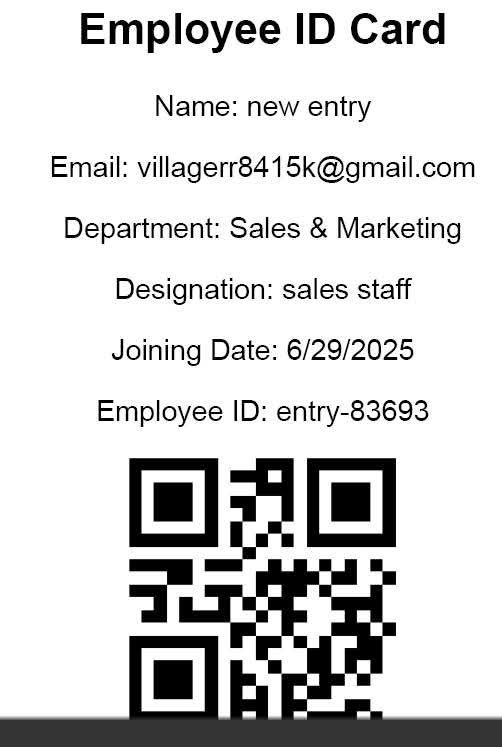 Employee ID Card
Name: new entry
Email: villagerr8415k@gmail.com
Department: Sales & Marketing
Designation: sales staff
Joining Date: 6/29/2025
Employee ID: entry-83693